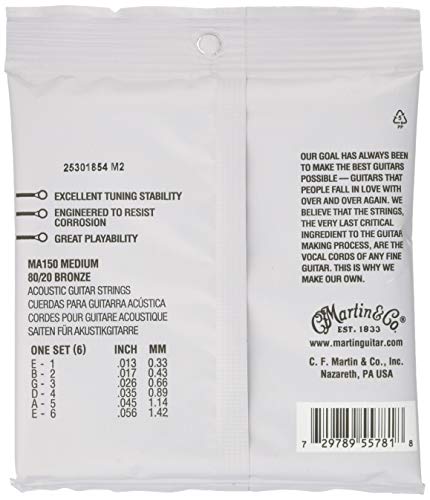 25301854 M2
EXCELLENT TUNING STABILITY
ENGINEERED TO RESIST
CORROSION
GREAT PLAYABILITY
MA150 MEDIUM
80/20 BRONZE
ACOUSTIC GUITAR STRINGS
CUERDAS PARA GUITARRA ACÚSTICA
CORDES POUR GUITARE ACOUSTIQUE
SAITEN FÜR AKUSTIKGITARRE
ONE SET (6) INCH MM
E - 1 .013 0.33
B - 2 .017 0.43
G - 3 .026 0.66
D - 4 .035 0.89
A - 5 .045 1.14
E - 6 .056 1.42
5
PP
OUR GOAL HAS ALWAYS BEEN
TO MAKE THE BEST GUITARS
POSSIBLE — GUITARS THAT
PEOPLE FALL IN LOVE WITH
OVER AND OVER AGAIN. WE
BELIEVE THAT THE STRINGS,
THE VERY LAST CRITICAL
INGREDIENT TO THE GUITAR
MAKING PROCESS, ARE THE
VOCAL CORDS OF ANY FINE
GUITAR. THIS IS WHY WE
MAKE OUR OWN.
CF Martin & Co.
EST. 1833
www.martinguitar.com
C. F. Martin & Co., Inc.
Nazareth, PA USA
7 29789 55781 8